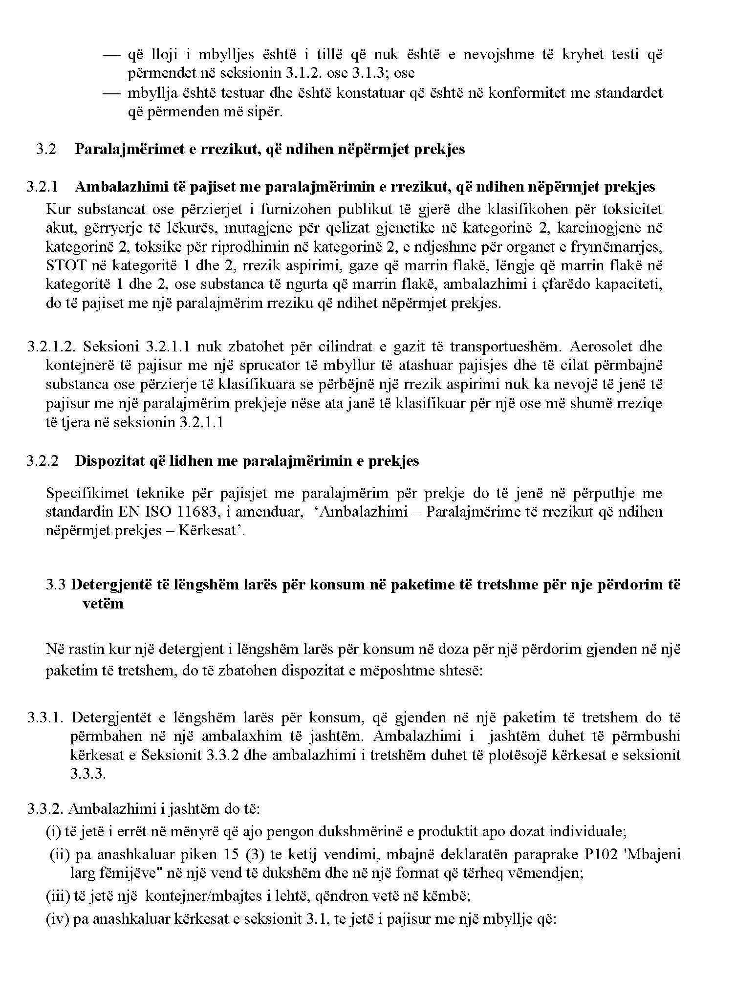 — që lloji i mbylljes është i tillë që nuk është e nevojshme të kryhet testi që
përmendet në seksionin 3.1.2. ose 3.1.3; ose
— mbyllja është testuar dhe është konstatuar që është në konformitet me standardet
që përmenden më sipër.
3.2 Paralajmërimet e rrezikut, që ndihen nëpërmjet prekjes
3.2.1 Ambalazhimi të pajiset me paralajmërimin e rrezikut, që ndihen nëpërmjet prekjes
Kur substancat ose përzierjet i furnizohen publikut të gjerë dhe klasifikohen për toksicitet
akut, gërryerje të lëkurës, mutagjene për qelizat gjenetike në kategorinë 2, karcinogjene në
kategorinë 2, toksike për riprodhimin në kategorinë 2, e ndjeshme për organet e frymëmarrjes,
STOT në kategoritë 1 dhe 2, rrezik aspirimi, gaze që marrin flakë, lëngje që marrin flakë në
kategoritë 1 dhe 2, ose substanca të ngurta që marrin flakë, ambalazhimi i çfarëdo kapaciteti,
do të pajiset me një paralajmërim rreziku që ndihet nëpërmjet prekjes.
3.2.1.2. Seksioni 3.2.1.1 nuk zbatohet për cilindrat e gazit të transportueshëm. Aerosolet dhe
kontejnerë të pajisur me një sprucator të mbyllur të atashuar pajisjes dhe të cilat përmbajnë
substanca ose përzierje të klasifikuara se përbëjnë një rrezik aspirimi nuk ka nevojë të jenë të
pajisur me një paralajmërim prekjeje nëse ata janë të klasifikuar për një ose më shumë rreziqe
të tjera në seksionin 3.2.1.1
3.2.2 Dispozitat që lidhen me paralajmërimin e prekjes
Specifikimet teknike për pajisjet me paralajmërim për prekje do të jenë në përputhje me
standardin EN ISO 11683, i amenduar, ‘Ambalazhimi – Paralajmërime të rrezikut që ndihen
nëpërmjet prekjes – Kërkesat’.
3.3 Detergjentë të lëngshëm larës për konsum në paketime të tretshme për nje përdorim të
vetëm
Në rastin kur një detergjent i lëngshëm larës për konsum në doza për një përdorim gjenden në një
paketim të tretshem, do të zbatohen dispozitat e mëposhtme shtesë:
3.3.1. Detergjentët e lëngshëm larës për konsum, që gjenden në një paketim të tretshem do të
përmbahen në një ambalaxhim të jashtëm. Ambalazhimi i jashtëm duhet të përmbushi
kërkesat e Seksionit 3.3.2 dhe ambalazhimi i tretshëm duhet të plotësojë kërkesat e seksionit
3.3.3.
3.3.2. Ambalazhimi i jashtëm do të:
(i) të jetë i errët në mënyrë që ajo pengon dukshmërinë e produktit apo dozat individuale;
(ii) pa anashkaluar piken 15 (3) te ketij vendimi, mbajnë deklaratën paraprake P102 'Mbajeni
larg fëmijëve" në një vend të dukshëm dhe në një format që tërheq vëmendjen;
(iii) të jetë një kontejner/mbajtes i lehtë, qëndron vetë në këmbë;
(iv) pa anashkaluar kërkesat e seksionit 3.1, te jetë i pajisur me një mbyllje që: